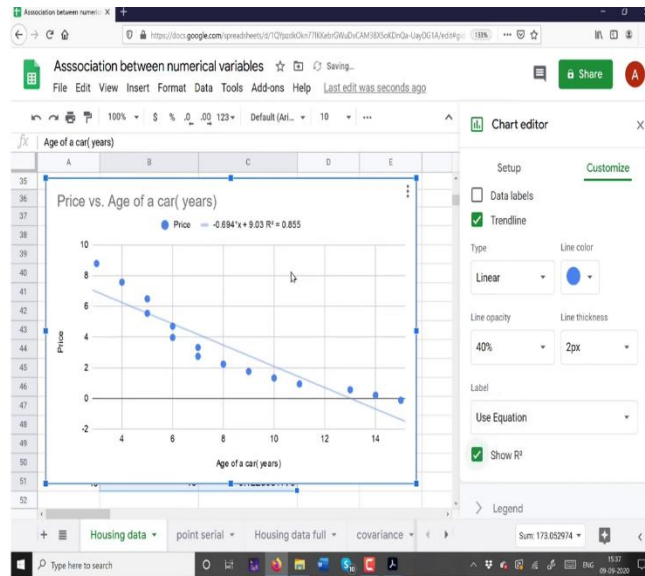 Asssociation between numeric
https://docs.google.com/spreadsheets/d/
133%
Asssociation between numerical variables
Saving...
File Edit View Insert Format Data Tools Add-ons Help Last edit was seconds ago
Share
A
100% $ % .0 .00 123 Default (Ari... 10
Chart editor
fx Age of a car( years)
Setup Customize
A B C D E
35
36
37
38
39
40
41
42
43
44
45
46
47
48
49
50
51
52
Price vs. Age of a car( years)
Price -0.694*x + 9.03 R² = 0.855
10
8
6
4
2
0
-2
Price
4 6 8 10 12 14
Age of a car( years)
Data labels
Trendline
Type Line color
Linear
Line opacity Line thickness
40% 2px
Label
Use Equation
Show R²
Legend
Housing data point serial Housing data full covariance
Sum: 173.052974
Type here to search
ENG
15:37
09-09-2020